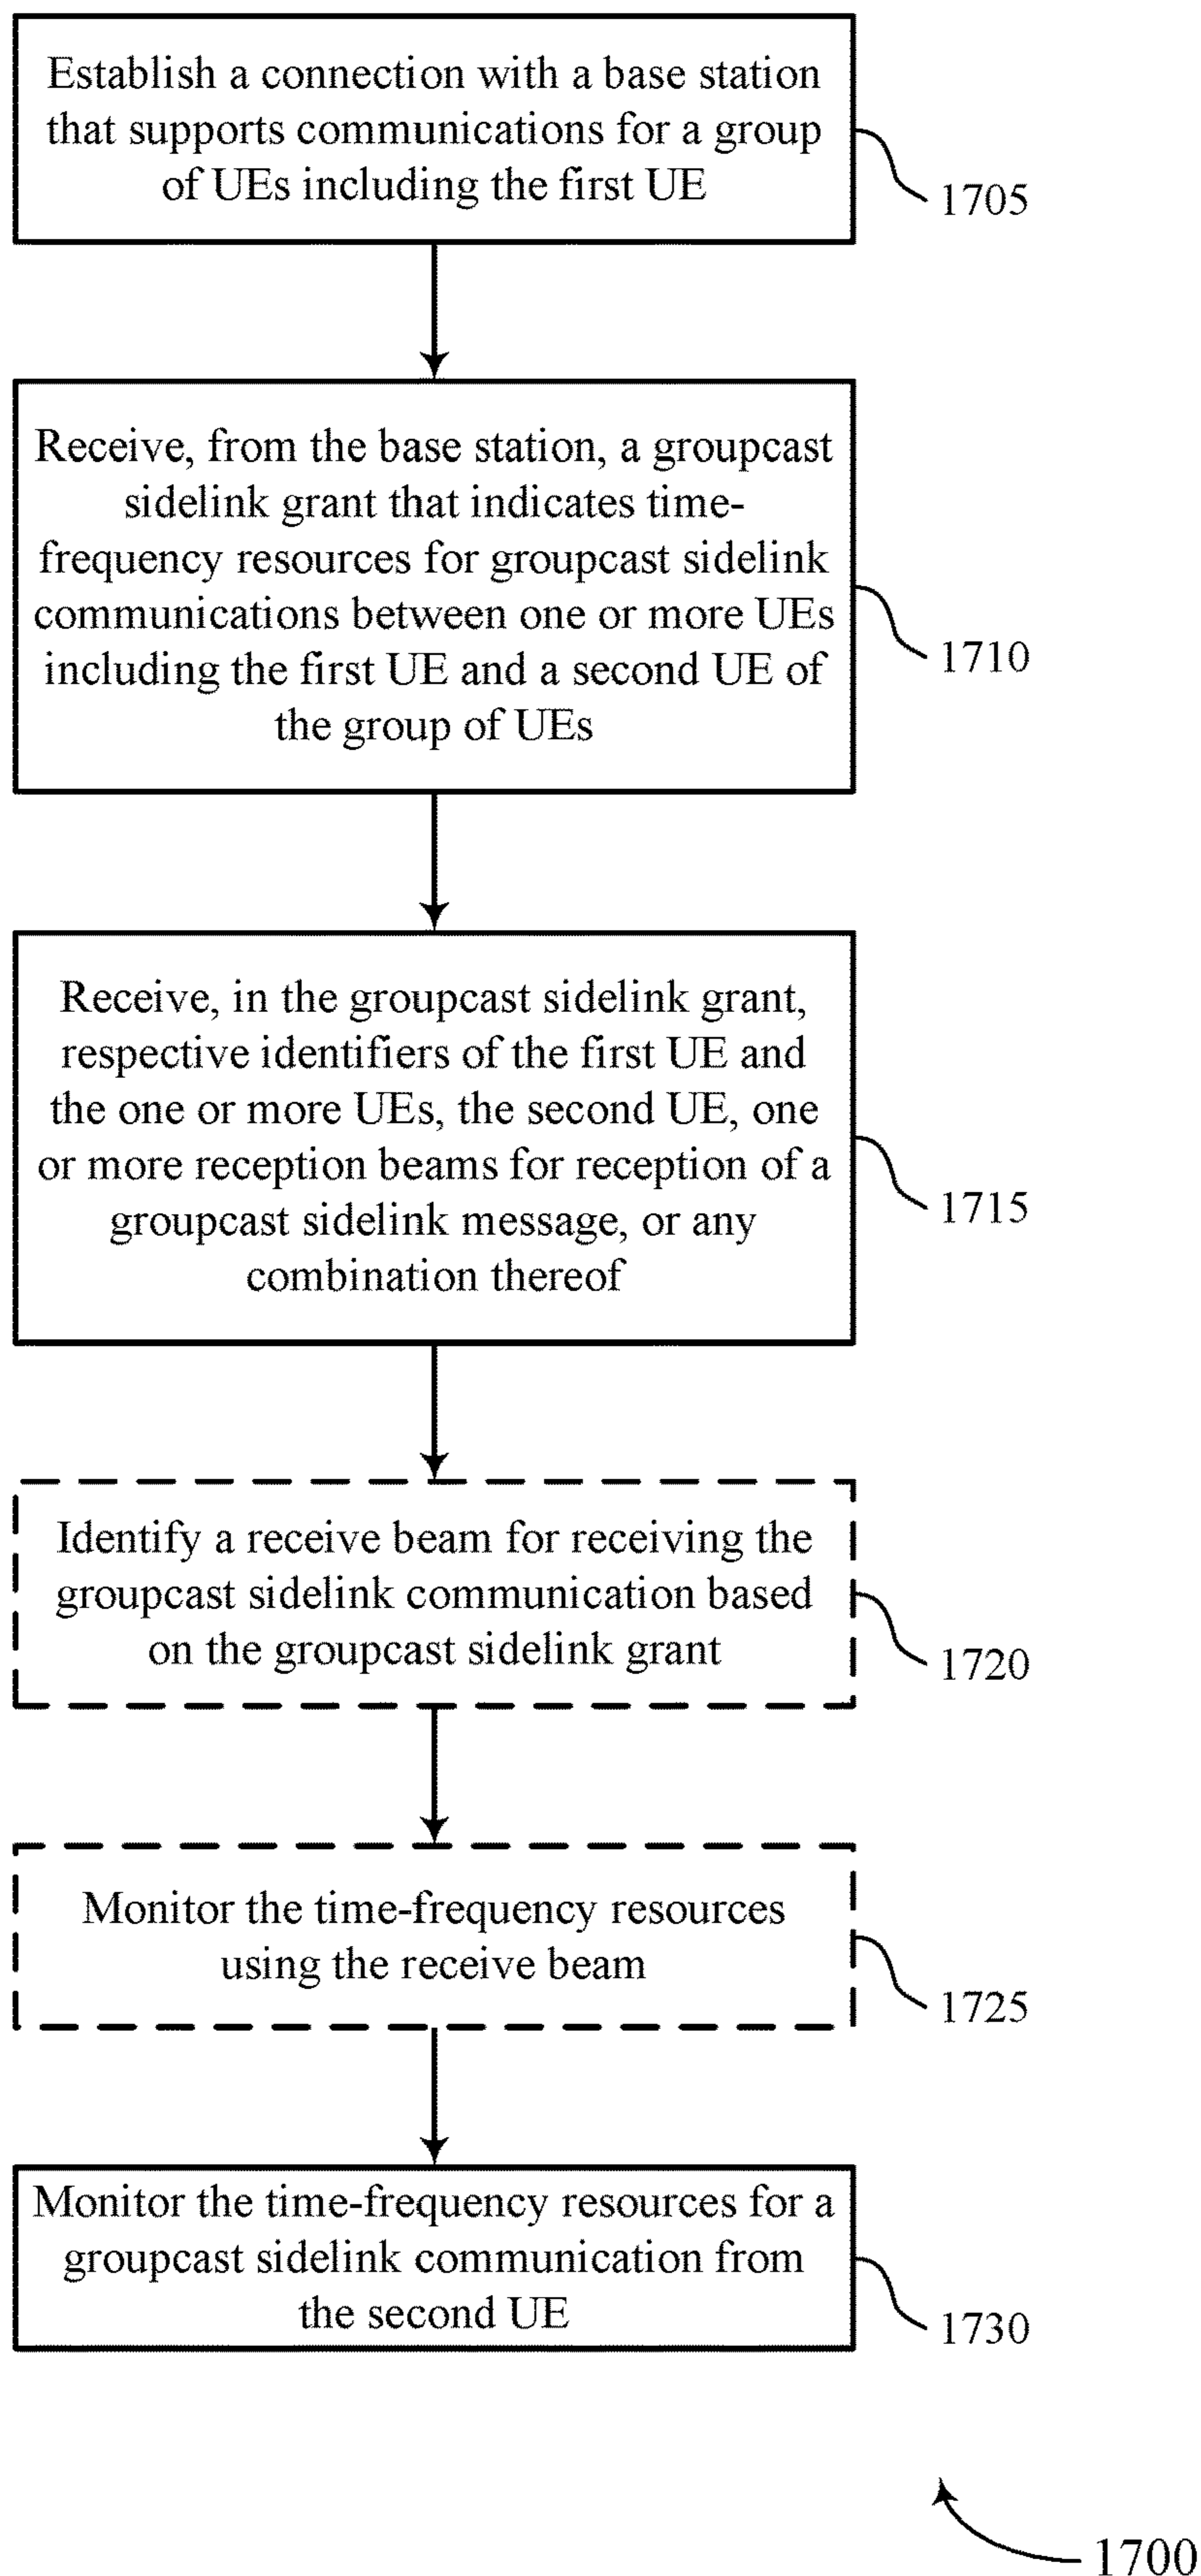 Establish a connection with a base station
that supports communications for a group
of UEs including the first UE
1705
Receive, from the base station, a groupcast
sidelink grant that indicates time-
frequency resources for groupcast sidelink
communications between one or more UEs
including the first UE and a second UE of
the group of UEs
1710
Receive, in the groupcast sidelink grant,
respective identifiers of the first UE and
the one or more UEs, the second UE, one
or more reception beams for reception of a
groupcast sidelink message, or any
combination thereof
1715
Identify a receive beam for receiving the
groupcast sidelink communication based
on the groupcast sidelink grant
1720
Monitor the time-frequency resources
using the receive beam
1725
Monitor the time-frequency resources for a
groupcast sidelink communication from
the second UE
1730
1700